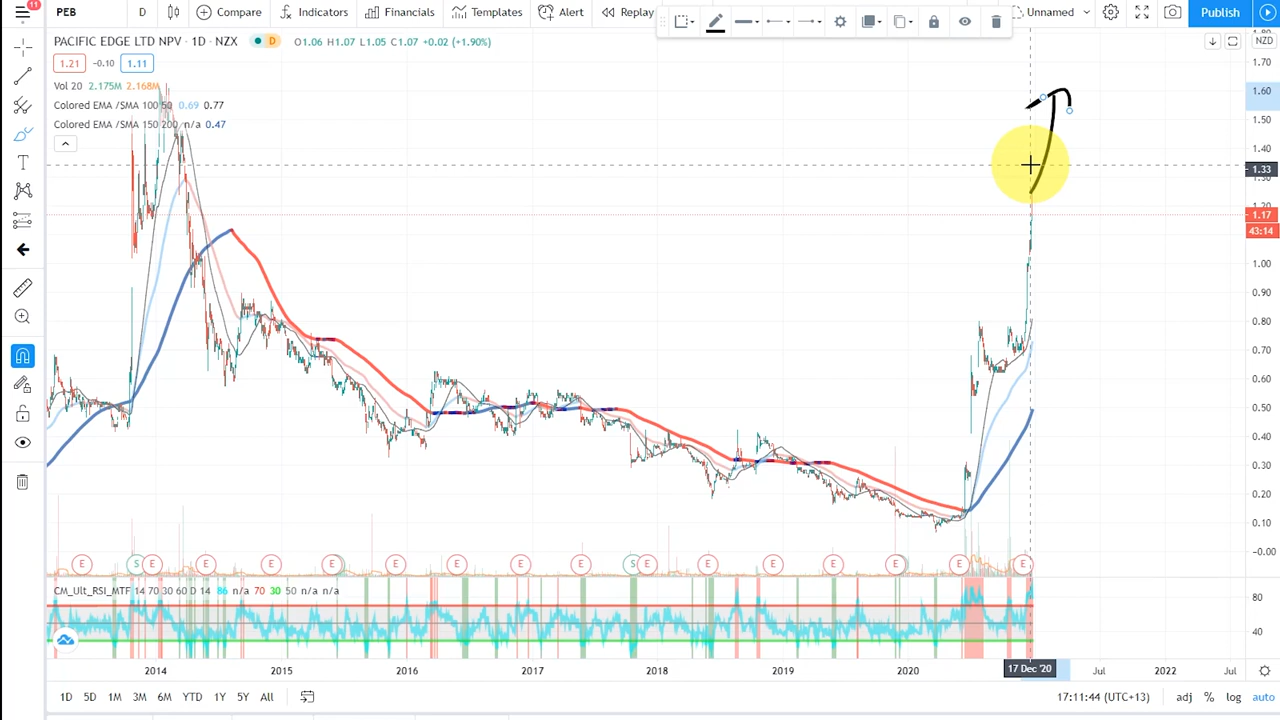 11
PEB D Compare Indicators Financials Templates Alert Replay Unnamed Publish
PACIFIC EDGE LTD NPV · 1D · NZX D O1.06 H1.07 L1.05 C1.07 +0.02 (+1.90%) NZD
1.21 -0.10 1.11
Vol 20 2.175M 2.168M
Colored EMA /SMA 100 50 0.69 0.77
Colored EMA /SMA 150 200 n/a 0.47
1.70
1.60
1.50
1.40
1.33
1.30
1.20
1.17
43:14
1.00
0.90
0.80
0.70
0.60
0.50
0.40
0.30
0.20
0.10
-0.00
E S E E E E E E E S E E E E E E E
CM_Ult_RSI_MTF 14 70 30 60 D 14 86 n/a 70 30 50 n/a n/a
80
40
2014 2015 2016 2017 2018 2019 2020 17 Dec '20 Jul 2022 Jul
1D 5D 1M 3M 6M YTD 1Y 5Y All 17:11:44 (UTC+13) adj % log auto